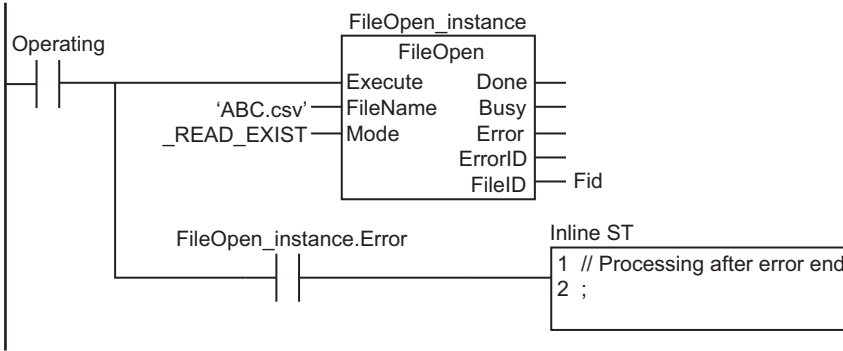 FileOpen_instance
Operating
FileOpen
Execute Done
‘ABC.csv’ FileName Busy
_READ_EXIST Mode Error
ErrorID
FileID Fid
FileOpen_instance.Error
Inline ST
1 // Processing after error end
2 ;